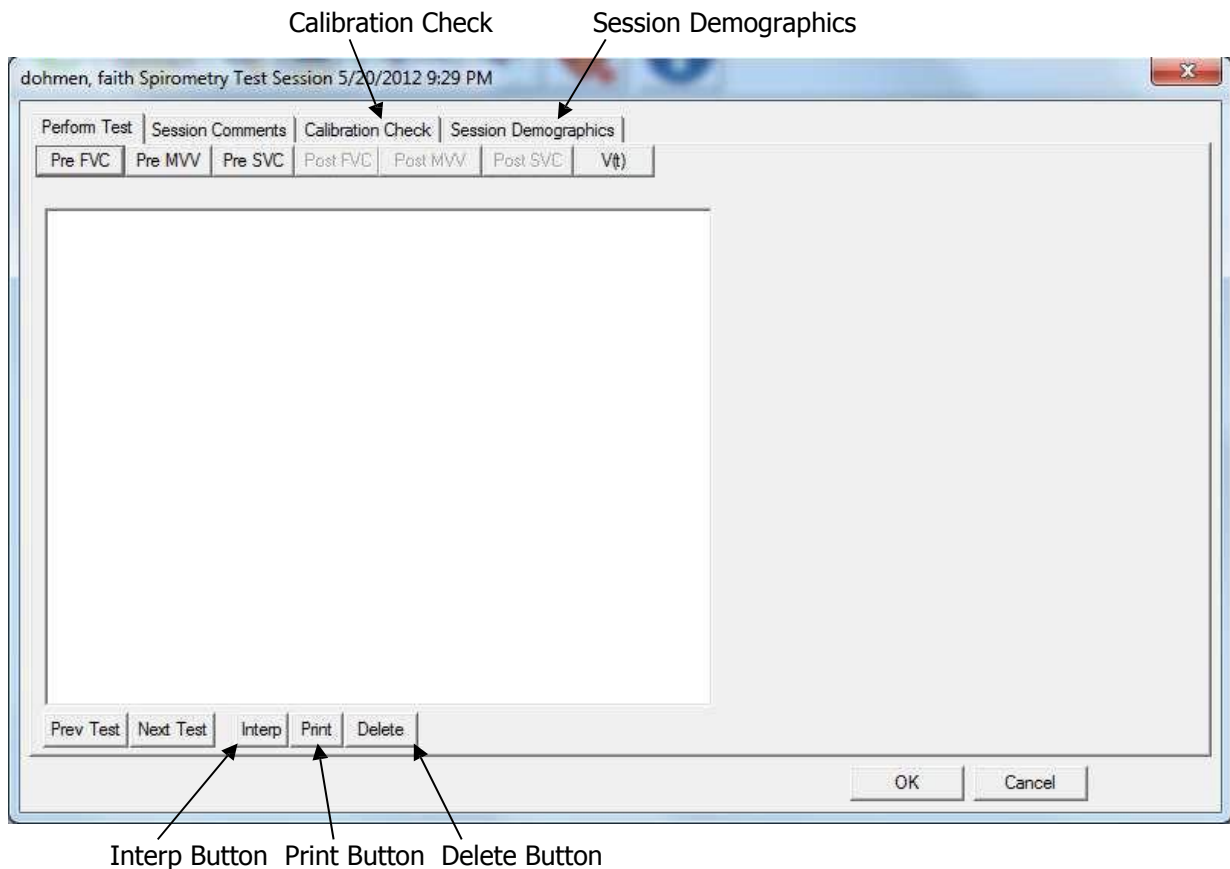 Calibration Check Session Demographics
dohmen, faith Spirometry Test Session 5/20/2012 9:29 PM
Perform Test Session Comments Calibration Check Session Demographics
Pre FVC Pre MVV Pre SVC Post FVC Post MVV Post SVC V(t)
Prev Test Next Test Interp Print Delete
OK Cancel
Interp Button Print Button Delete Button